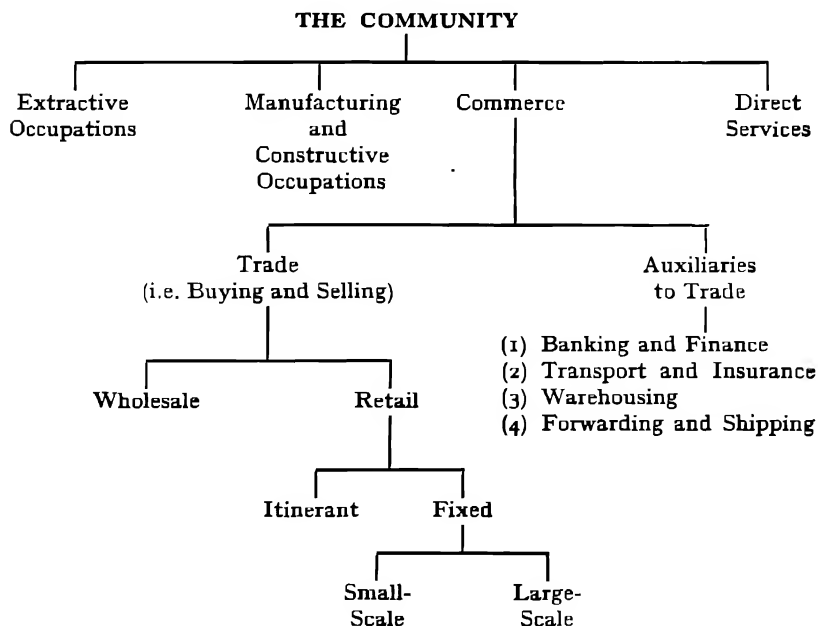 THE COMMUNITY
Extractive
Occupations
Manufacturing
and
Constructive
Occupations
Commerce
Direct
Services
Trade
(i.e. Buying and Selling)
Auxiliaries
to Trade
(1) Banking and Finance
(2) Transport and Insurance
(3) Warehousing
(4) Forwarding and Shipping
Wholesale
Retail
Itinerant
Fixed
Small-
Scale
Large-
Scale